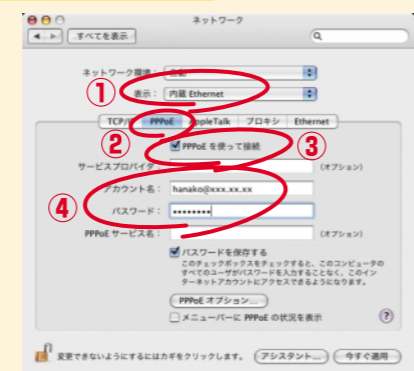 ネットワーク
すべてを表示
ネットワーク環境： 自動
① 表示： 内蔵 Ethernet
TCP/IP PPPoE AppleTalk プロキシ Ethernet
② PPPoE を使って接続 ③
サービスプロバイダ： (オプション)
④ アカウント名： hanako@xxx.xx.xx
パスワード： ••••••••
PPPoE サービス名： (オプション)
パスワードを保存する
このチェックボックスをチェックすると、このコンピュータの
すべてのユーザがパスワードを入力することなく、このイン
ターネットアカウントにアクセスできるようになります。
PPPoE オプション...
メニューバーに PPPoE の状況を表示 ?
変更できないようにするにはカギをクリックします。 アシスタント... 今すぐ適用